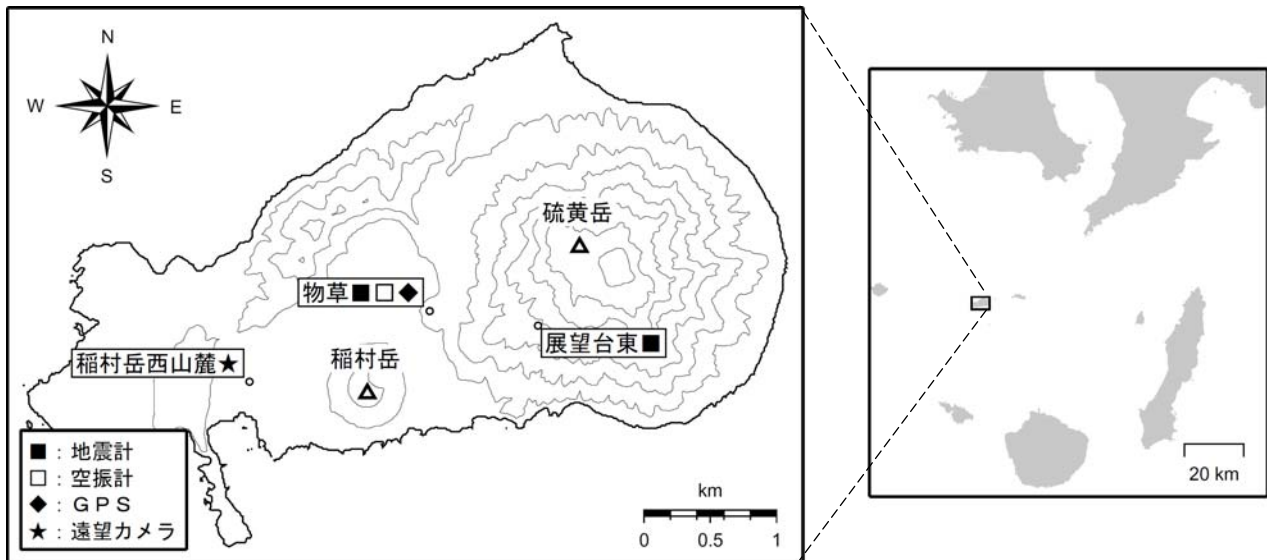 N
W
E
S
硫黄岳
物草■□◆
展望台東■
稲村岳西山麓★
稲村岳
■：地震計
□：空振計
◆：ＧＰＳ
★：遠望カメラ
km
0 0.5 1
20 km